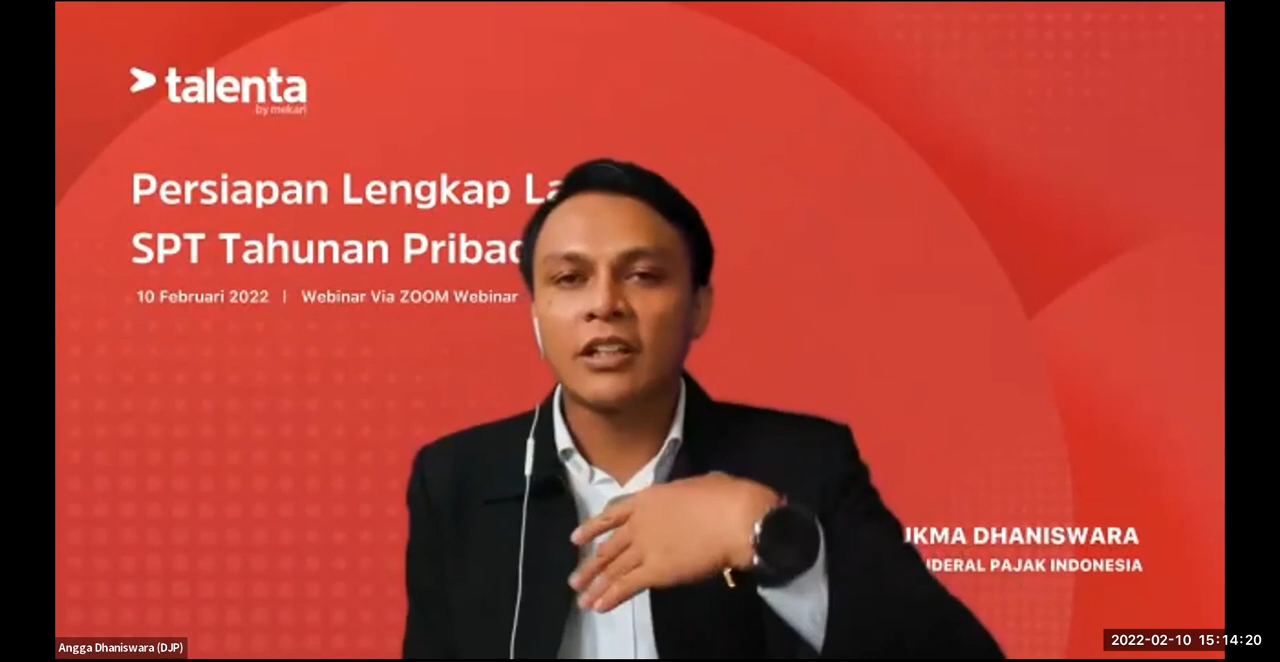 talenta
by mekari
Persiapan Lengkap La
SPT Tahunan Pribad
10 Februari 2022 | Webinar Via ZOOM Webinar
UKMA DHANISWARA
DERAL PAJAK INDONESIA
Angga Dhaniswara (DJP)
2022-02-10 15:14:20